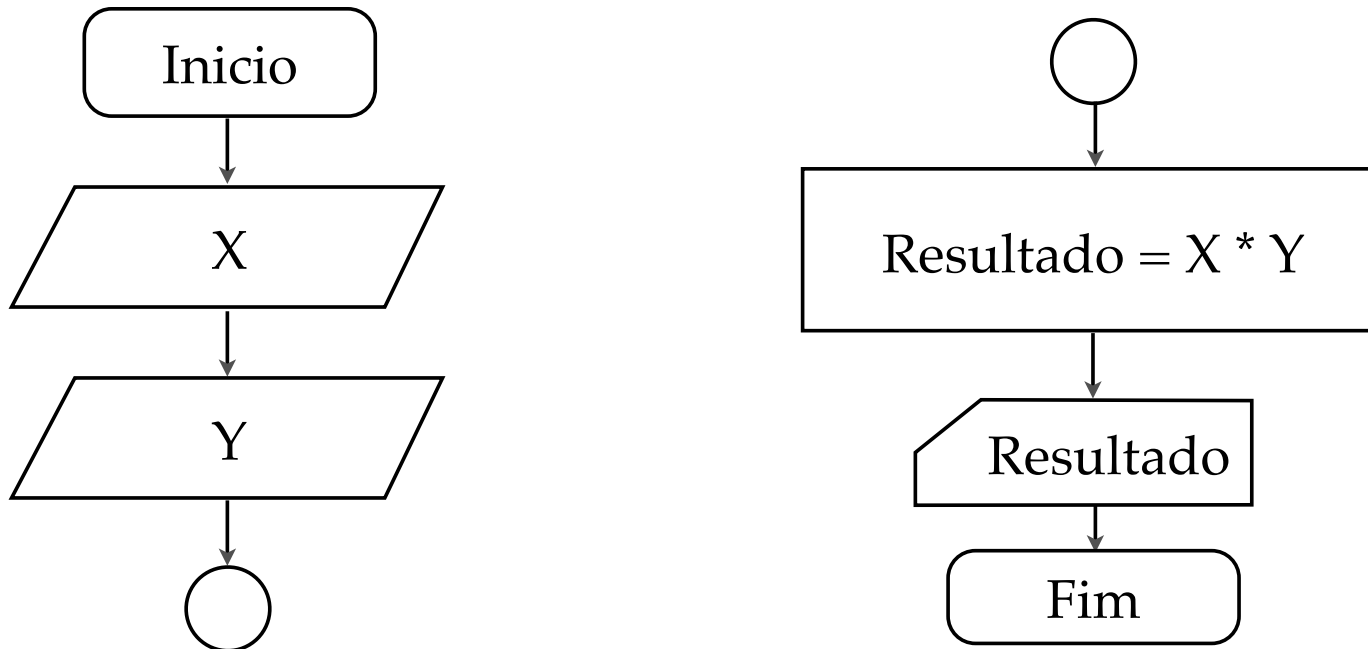 Inicio
X
Y
Resultado = X * Y
Resultado
Fim